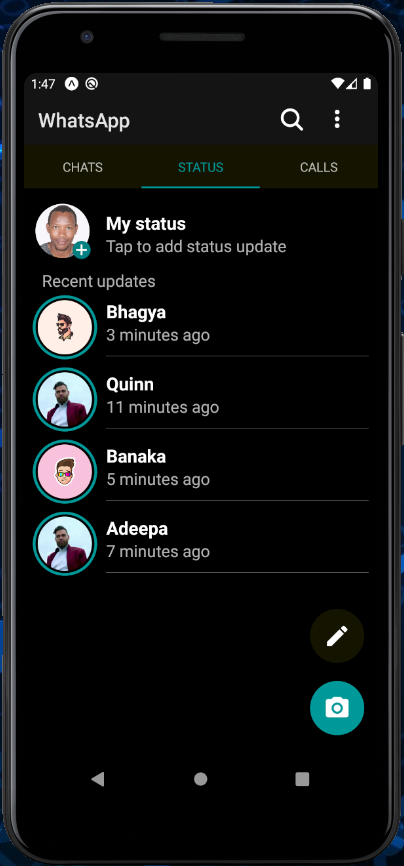 1:47
WhatsApp
CHATS STATUS CALLS
My status
Tap to add status update
Recent updates
Bhagya
3 minutes ago
Quinn
11 minutes ago
Banaka
5 minutes ago
Adeepa
7 minutes ago